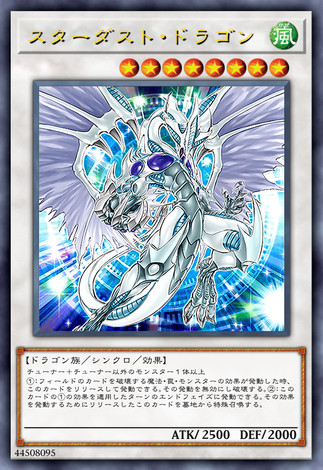 スターダスト・ドラゴン
風
【ドラゴン族／シンクロ／効果】
チューナー＋チューナー以外のモンスター１体以上
①：フィールドのカードを破壊する魔法・罠・モンスターの効果が発動した時、
このカードをリリースして発動できる。その発動を無効にし破壊する。②：この
カードの①の効果を適用したターンのエンドフェイズに発動できる。その効果
を発動するためにリリースしたこのカードを墓地から特殊召喚する。
ATK/ 2500 DEF/ 2000
44508095